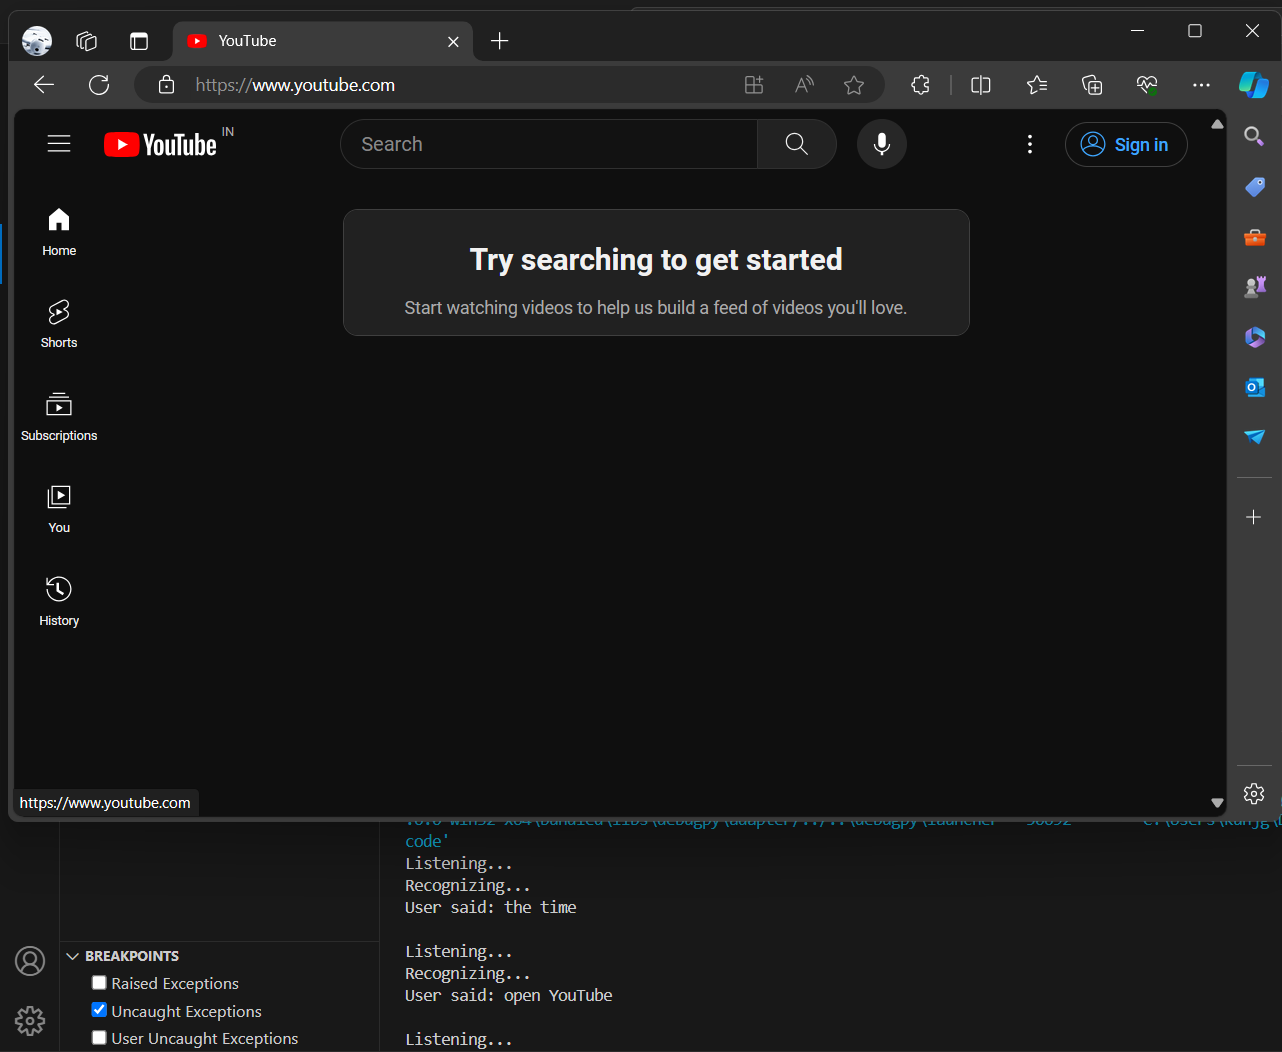 YouTube
https://www.youtube.com
YouTube IN
Search
Sign in
Home
Shorts
Subscriptions
You
History
Try searching to get started
Start watching videos to help us build a feed of videos you'll love.
https://www.youtube.com
code'
Listening...
Recognizing...
User said: the time
Listening...
Recognizing...
User said: open YouTube
Listening...
BREAKPOINTS
Raised Exceptions
Uncaught Exceptions
User Uncaught Exceptions